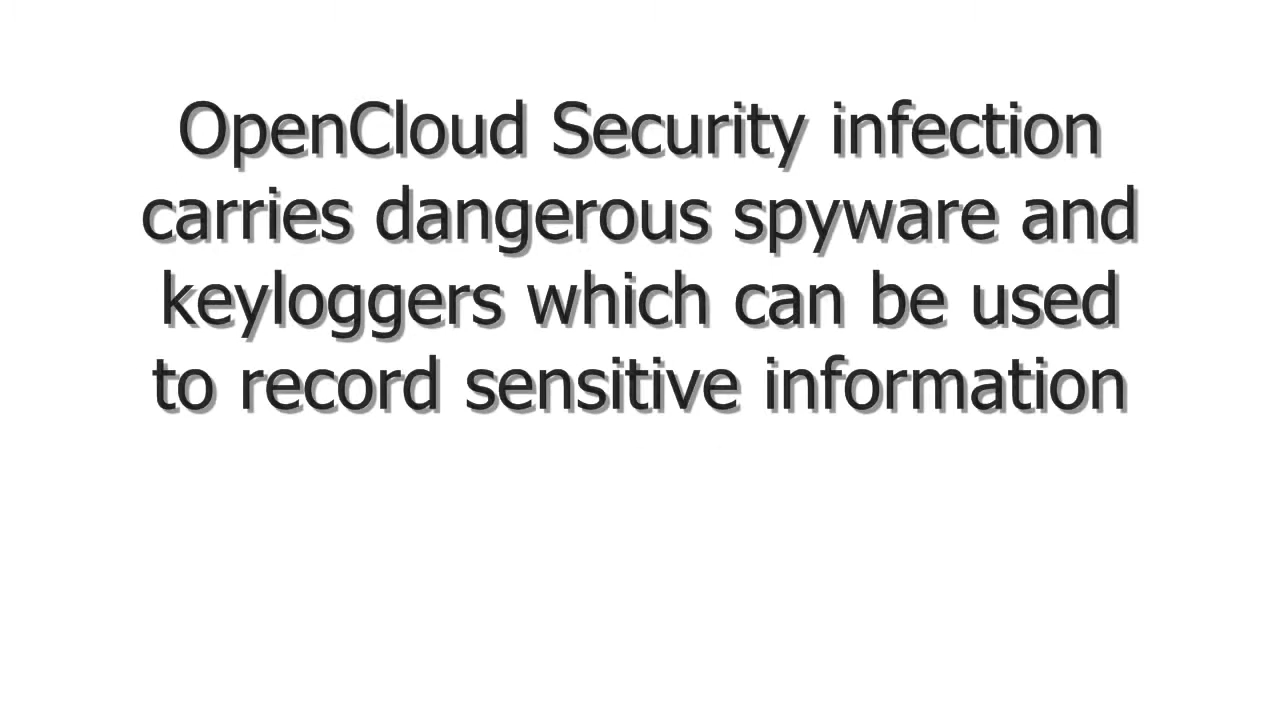 OpenCloud Security infection
carries dangerous spyware and
keyloggers which can be used
to record sensitive information